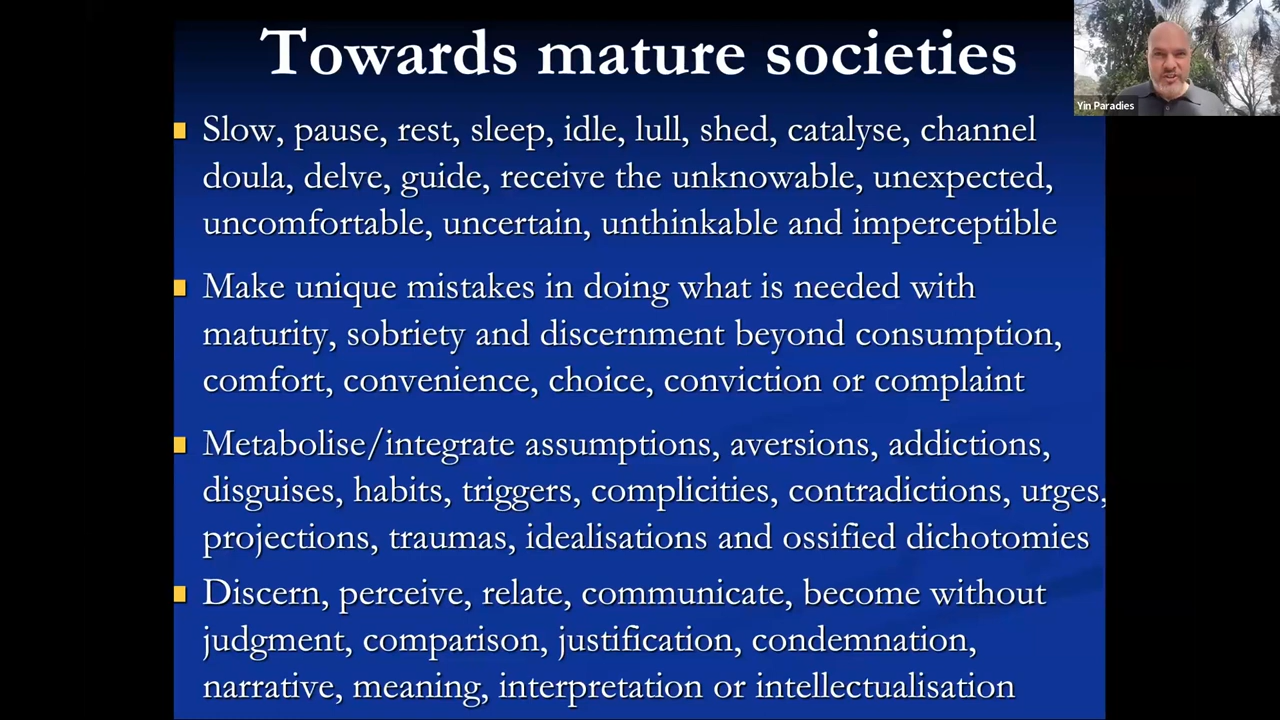 Towards mature societies
Yin Paradies
Slow, pause, rest, sleep, idle, lull, shed, catalyse, channel
doula, delve, guide, receive the unknowable, unexpected,
uncomfortable, uncertain, unthinkable and imperceptible
Make unique mistakes in doing what is needed with
maturity, sobriety and discernment beyond consumption,
comfort, convenience, choice, conviction or complaint
Metabolise/integrate assumptions, aversions, addictions,
disguises, habits, triggers, complicities, contradictions, urges,
projections, traumas, idealisations and ossified dichotomies
Discern, perceive, relate, communicate, become without
judgment, comparison, justification, condemnation,
narrative, meaning, interpretation or intellectualisation